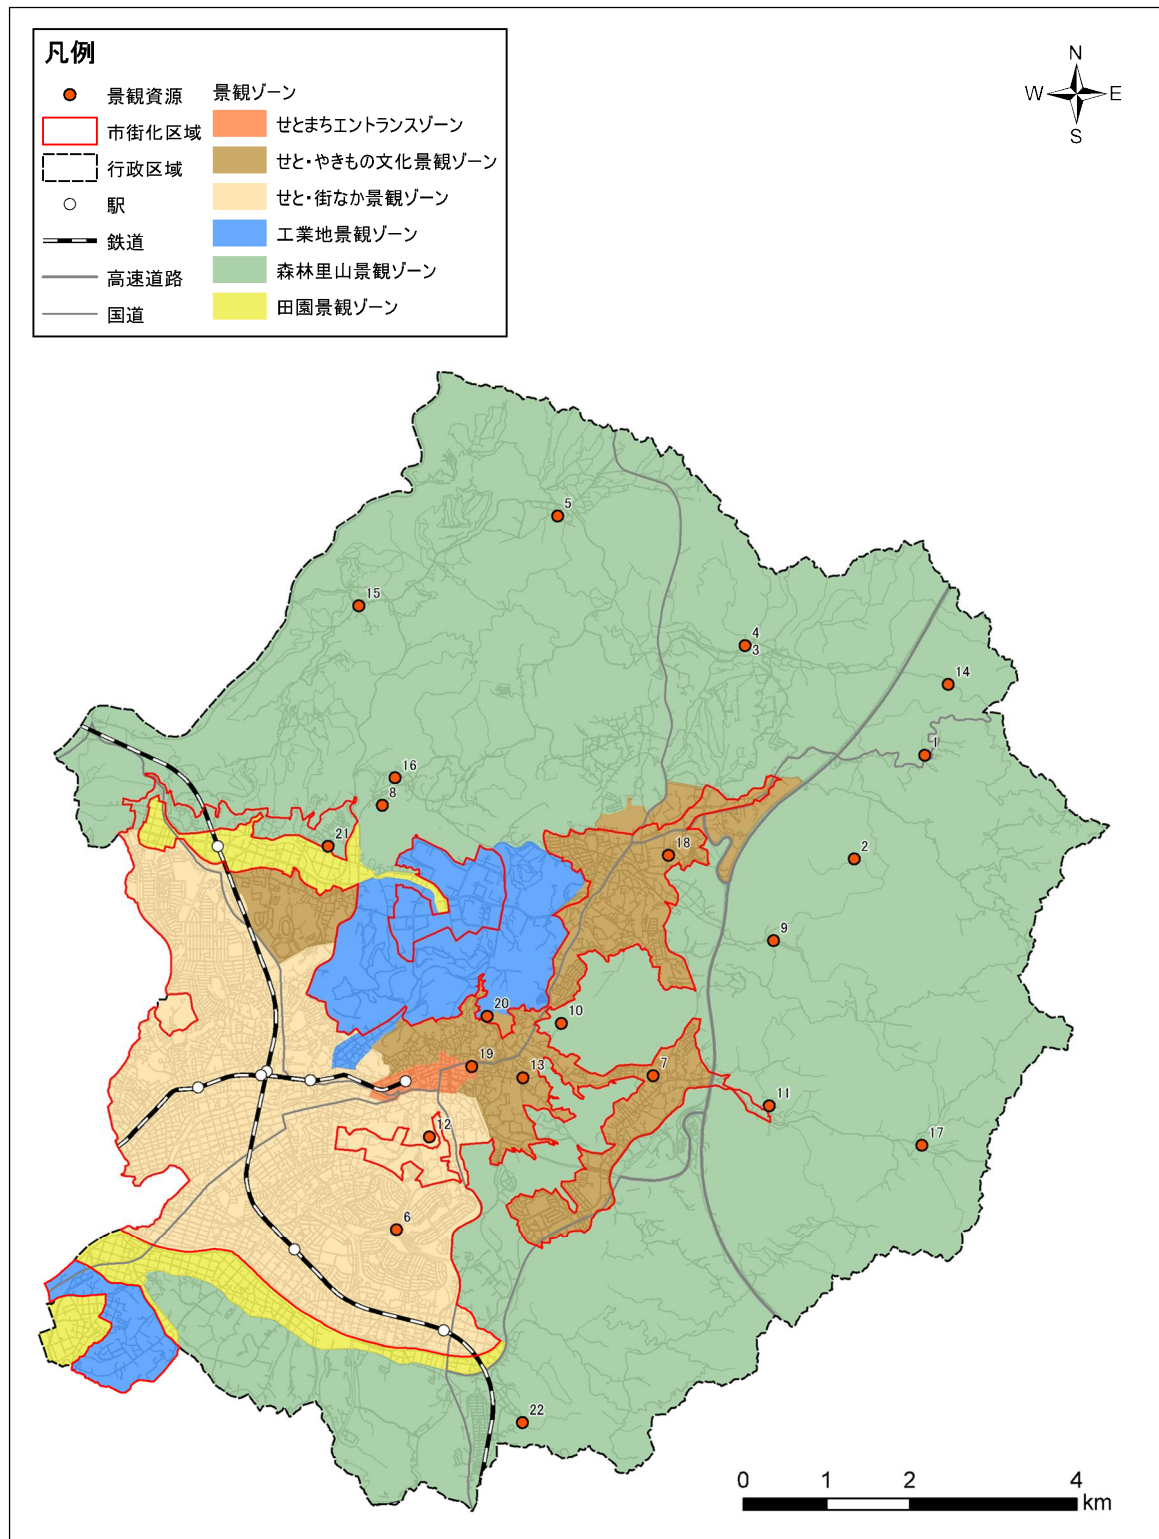 凡例
景観資源
市街化区域
行政区域
駅
鉄道
高速道路
国道
景観ゾーン
せとまちエントランスゾーン
せと・やきもの文化景観ゾーン
せと・街なか景観ゾーン
工業地景観ゾーン
森林里山景観ゾーン
田園景観ゾーン
N
W E
S
5
15
4
3
14
1
16
8
21
18
2
9
20
10
19
13
7
11
12
17
6
22
0 1 2 4
km